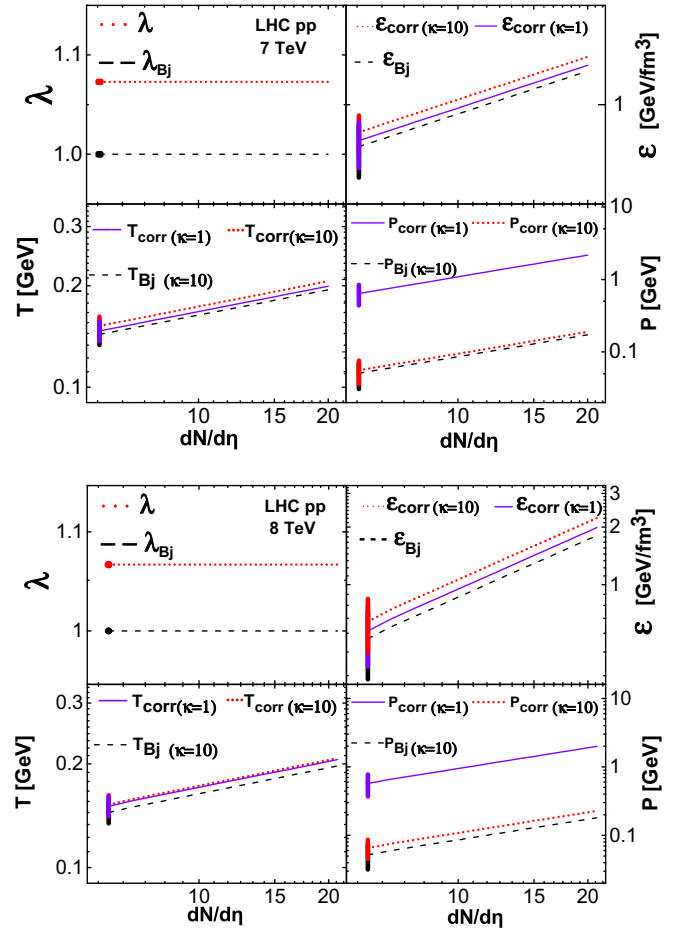 λ
λBj
LHC pp
7 TeV
λ
1.1
1.0
εcorr (κ=10)
εcorr (κ=1)
εBj
1
ε [GeV/fm³]
T [GeV]
0.3
0.2
0.1
Tcorr (κ=1)
Tcorr(κ=10)
TBj (κ=10)
Pcorr (κ=1)
Pcorr (κ=10)
PBj(κ=10)
10
1
0.1
P [GeV]
10 15 20
10 15 20
dN/dη
dN/dη
λ
λBj
LHC pp
8 TeV
λ
1.1
1
εcorr (κ=10)
εcorr (κ=1)
εBj
3
2
1
ε [GeV/fm³]
T [GeV]
0.3
0.2
0.1
Tcorr(κ=1)
Tcorr (κ=10)
TBj (κ=10)
Pcorr (κ=1)
Pcorr (κ=10)
PBj(κ=10)
10
1
0.1
P [GeV]
10 15 20
10 15 20
dN/dη
dN/dη